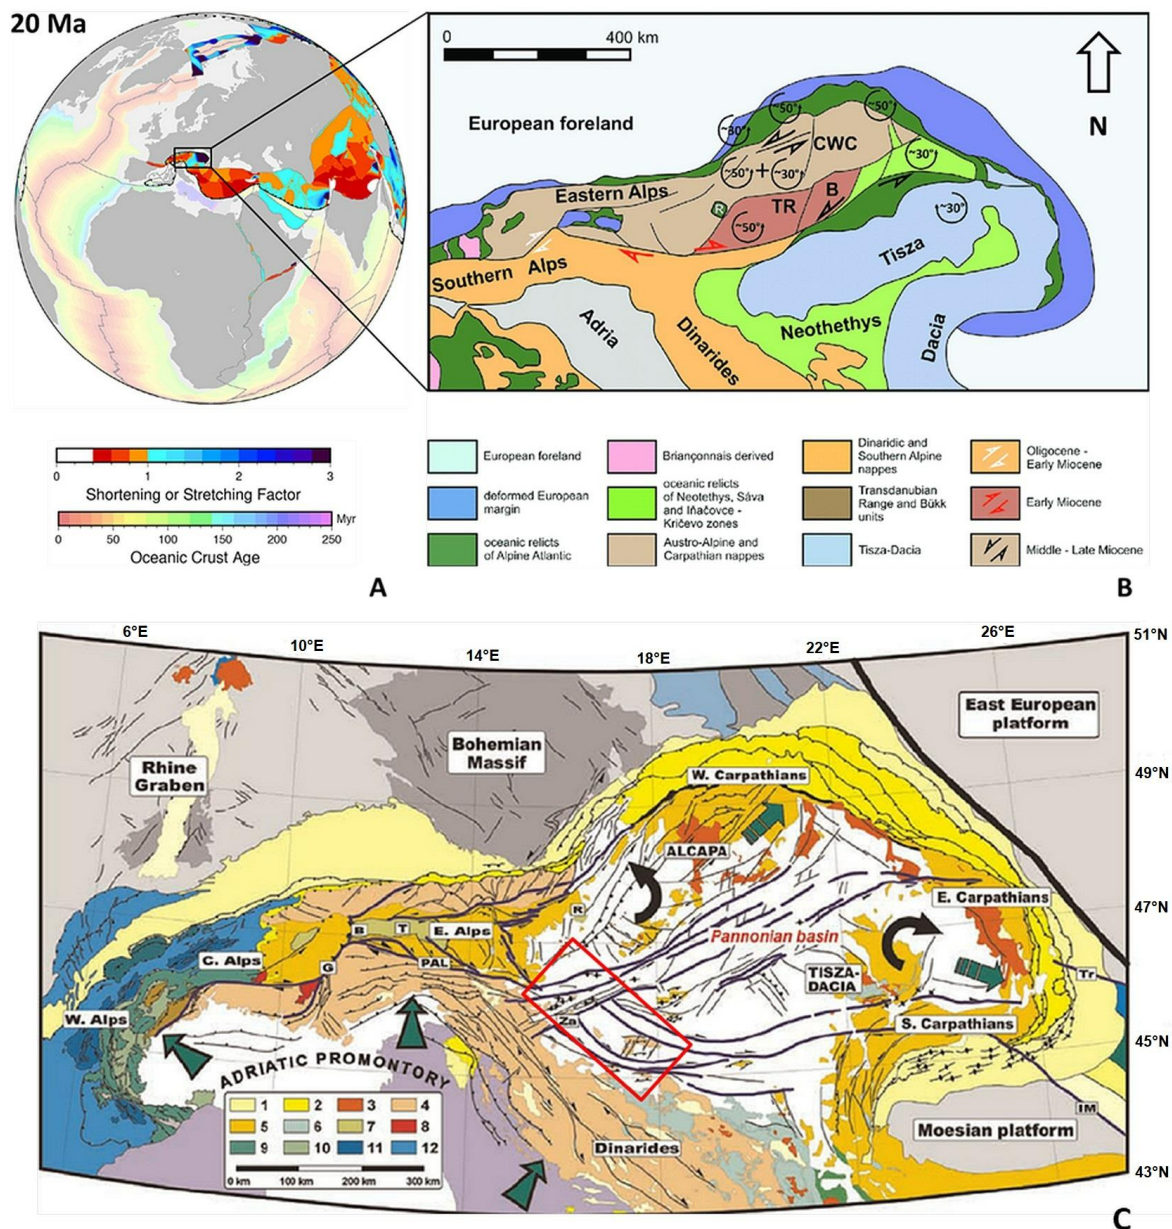 20 Ma
0 400 km
N
European foreland
~50°
~50°
~30°
CWC
~30°
~50° + ~30°
B
Eastern Alps
TR
R
~30°
~50°
Tisza
Southern Alps
Adria
Dinarides
Neothethys
Dacia
0 1 2 3
Shortening or Stretching Factor
Myr
0 50 100 150 200 250
Oceanic Crust Age
A
European foreland
deformed European
margin
oceanic relicts
of Alpine Atlantic
Briançonnais derived
oceanic relicts
of Neotethys, Sáva
and Iňačovce -
Kričevo zones
Austro-Alpine and
Carpathian nappes
Dinaridic and
Southern Alpine
nappes
Transdanubian
Range and Bükk
units
Tisza-Dacia
Oligocene -
Early Miocene
Early Miocene
Middle - Late Miocene
B
6°E
10°E
14°E
18°E
22°E
26°E
51°N
East European
platform
Bohemian
Massif
Rhine
Graben
49°N
W. Carpathians
ALCAPA
E. Carpathians
47°N
R
B T E. Alps
Pannonian basin
C. Alps
G
PAL
TISZA-
DACIA
Tr
W. Alps
Za
S. Carpathians
45°N
ADRIATIC PROMONTORY
1 2 3 4
5 6 7 8
9 10 11 12
0 km 100 km 200 km 300 km
IM
Moesian platform
Dinarides
43°N
C